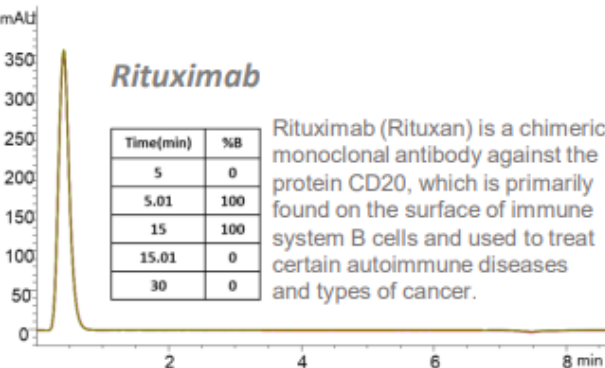 mAU
350
300
250
200
150
100
50
0
Rituximab
Time(min) %B
5 0
5.01 100
15 100
15.01 0
30 0
Rituximab (Rituxan) is a chimeric
monoclonal antibody against the
protein CD20, which is primarily
found on the surface of immune
system B cells and used to treat
certain autoimmune diseases
and types of cancer.
2 4 6 8 min